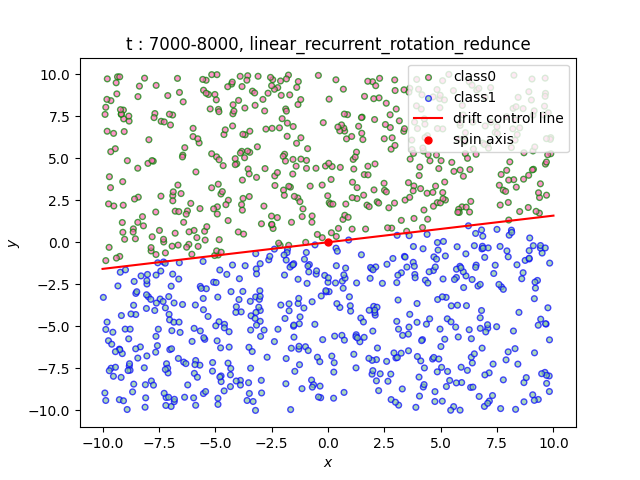 t : 7000-8000, linear_recurrent_rotation_redunce
class0
class1
drift control line
spin axis
10.0
7.5
5.0
2.5
0.0
−2.5
−5.0
−7.5
−10.0
y
−10.0 −7.5 −5.0 −2.5 0.0 2.5 5.0 7.5 10.0
x